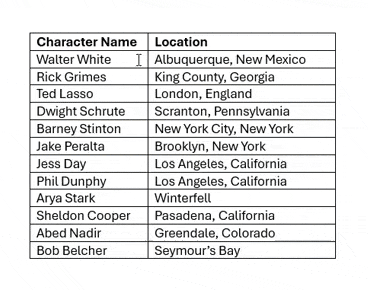 Character Name Location
Walter White Albuquerque, New Mexico
Rick Grimes King County, Georgia
Ted Lasso London, England
Dwight Schrute Scranton, Pennsylvania
Barney Stinton New York City, New York
Jake Peralta Brooklyn, New York
Jess Day Los Angeles, California
Phil Dunphy Los Angeles, California
Arya Stark Winterfell
Sheldon Cooper Pasadena, California
Abed Nadir Greendale, Colorado
Bob Belcher Seymour’s Bay